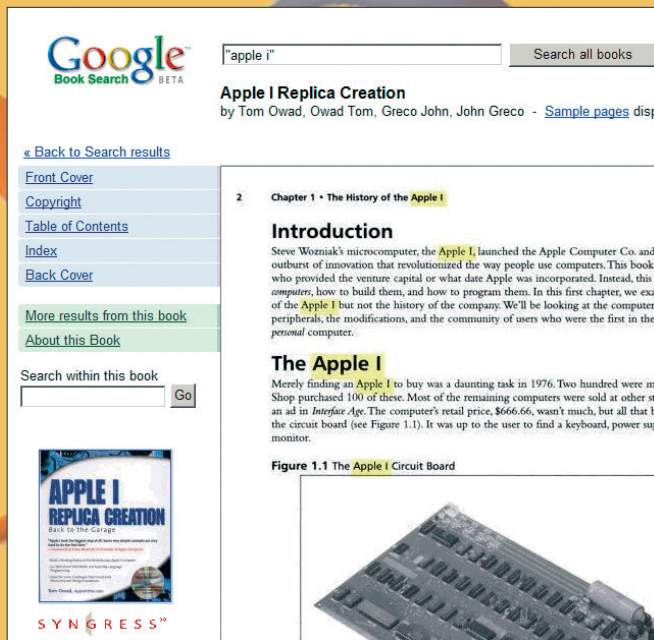 Google™
Book Search BETA
"apple i"
Search all books
Apple I Replica Creation
by Tom Owad, Owad Tom, Greco John, John Greco - Sample pages disp
« Back to Search results
Front Cover
Copyright
Table of Contents
Index
Back Cover
More results from this book
About this Book
Search within this book
Go
APPLE I
REPLICA CREATION
Back to the Garage
Tom Owad,
SYNGRESS®
2 Chapter 1 • The History of the Apple I
Introduction
Steve Wozniak's microcomputer, the Apple I, launched the Apple Computer Co. and
outburst of innovation that revolutionized the way people use computers. This book
who provided the venture capital or what date Apple was incorporated. Instead, this
computers, how to build them, and how to program them. In this first chapter, we exa
of the Apple I but not the history of the company. We'll be looking at the computer
peripherals, the modifications, and the community of users who were the first in the
personal computer.
The Apple I
Merely finding an Apple I to buy was a daunting task in 1976. Two hundred were m
Shop purchased 100 of these. Most of the remaining computers were sold at other st
an ad in Interface Age. The computer's retail price, $666.66, wasn't much, but all that b
the circuit board (see Figure 1.1). It was up to the user to find a keyboard, power sup
monitor.
Figure 1.1 The Apple I Circuit Board